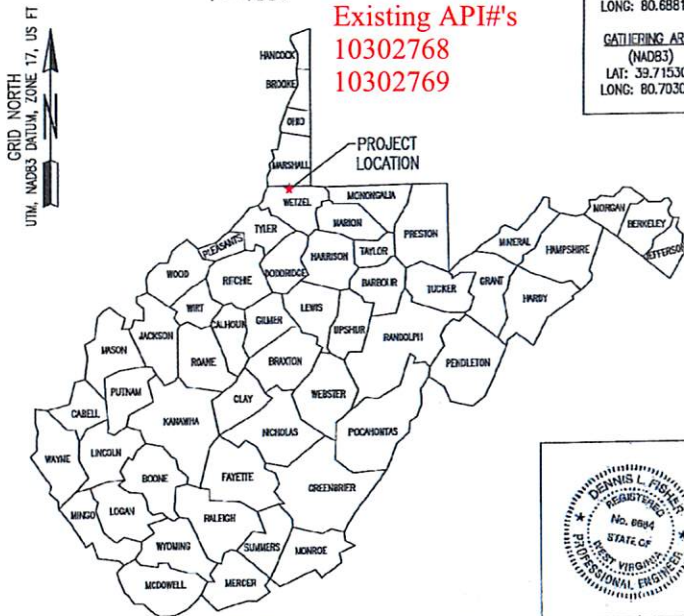 LONG: 80.6881
Existing API#'s
10302768
10302769
GATHERING AR
(NAD83)
LAT: 39.71530
LONG: 80.7030
GRID NORTH
UTM, NAD83 DATUM, ZONE 17, US FT
N
PROJECT
LOCATION
HANCOCK
BROOKE
OHIO
MARSHALL
WETZEL
MONONGALIA
MORGAN
BERKELEY
JEFFERSON
TYLER
MARION
PRESTON
MINERAL
HAMPSHIRE
PLEASANTS
TAYLOR
HARRISON
WOOD
RITCHIE
DODDRIDGE
BARBOUR
TUCKER
GRANT
HARDY
WIRT
LEWIS
JACKSON
CALHOUN
GILMER
UPSHUR
RANDOLPH
MASON
ROANE
BRAXTON
PENDLETON
PUTNAM
CLAY
WEBSTER
CABELL
KANAWHA
NICHOLAS
POCAHONTAS
WAYNE
LINCOLN
BOONE
FAYETTE
GREENBRIER
MINGO
LOGAN
RALEIGH
WYOMING
SUMMERS
MONROE
MCDOWELL
MERCER
DENNIS L. FISHER
REGISTERED
No. 6684
STATE OF
WEST VIRGINIA
PROFESSIONAL ENGINEER